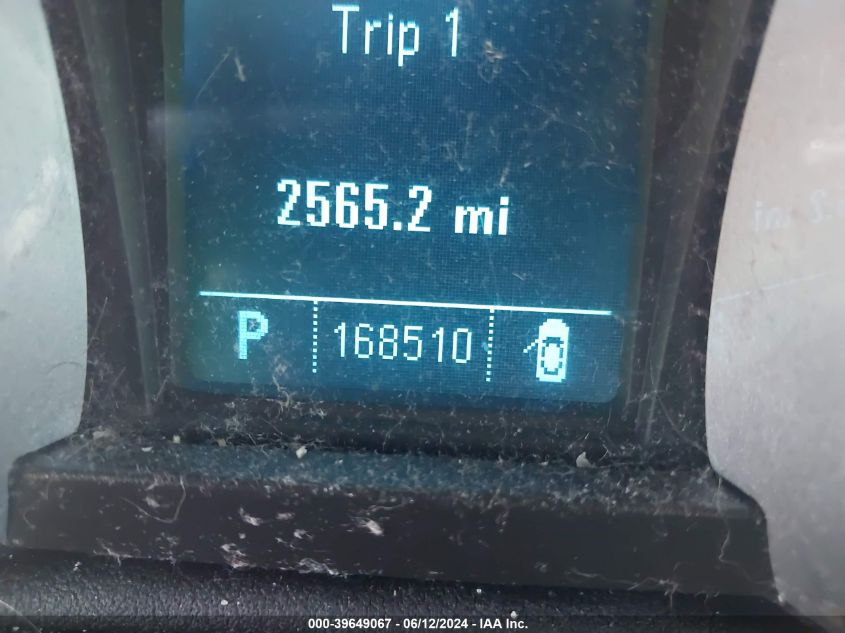 Trip 1
2565.2 mi
P 168510
000-39649067 - 06/12/2024 - IAA Inc.